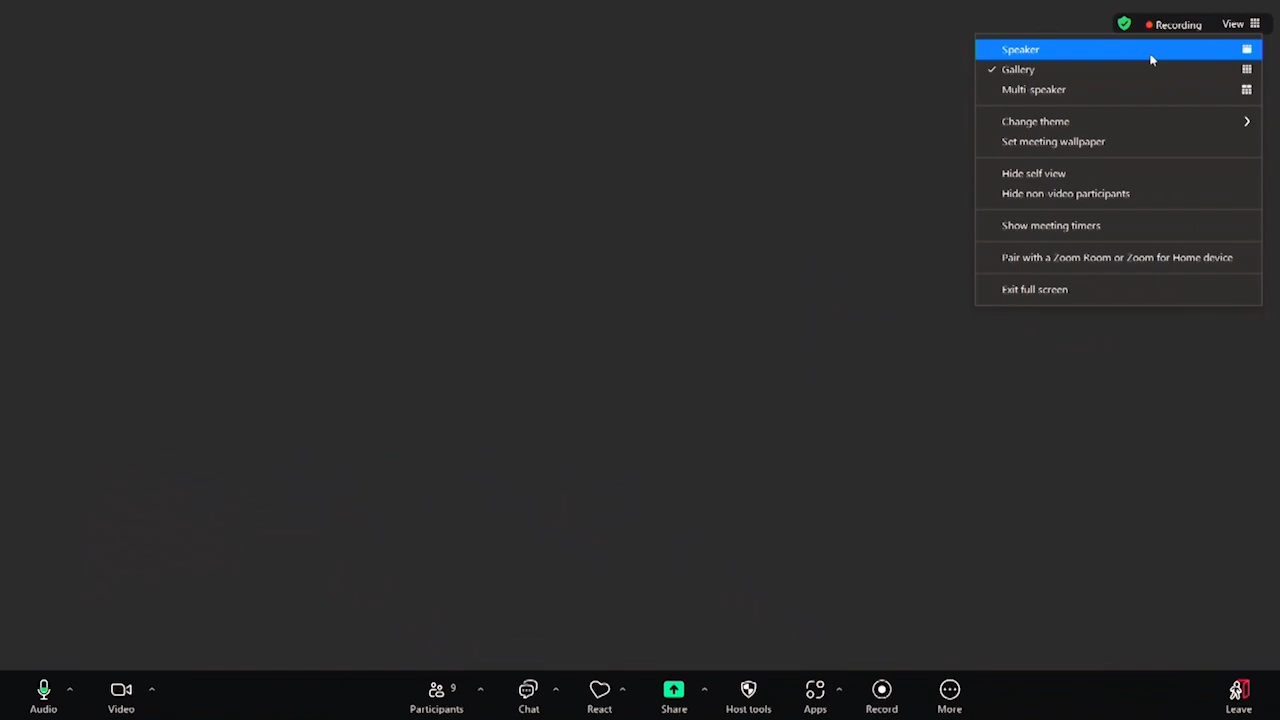 Recording View
Speaker
Gallery
Multi-speaker
Change theme
Set meeting wallpaper
Hide self view
Hide non-video participants
Show meeting timers
Pair with a Zoom Room or Zoom for Home device
Exit full screen
9
Audio Video Participants Chat React Share Host tools Apps Record More Leave